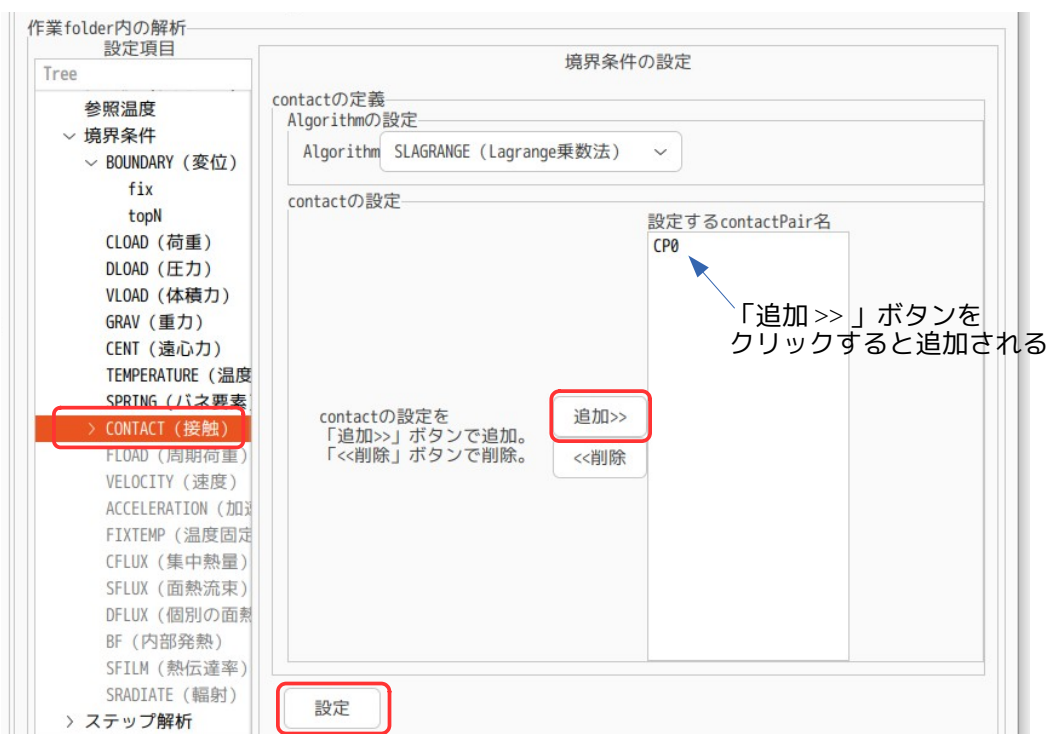 作業folder内の解析
設定項目
Tree
参照温度
境界条件
BOUNDARY (変位)
fix
topN
CLOAD (荷重)
DLOAD (圧力)
VLOAD (体積力)
GRAV (重力)
CENT (遠心力)
TEMPERATURE (温度
SPRING (バネ要素
CONTACT (接触)
FLOAD (周期荷重)
VELOCITY (速度)
ACCELERATION (加速
FIXTEMP (温度固定
CFLUX (集中熱量)
SFLUX (面熱流束)
DFLUX (個別の面熱
BF (内部発熱)
SFILM (熱伝達率)
SRADIATE (輻射)
ステップ解析
境界条件の設定
contactの定義
Algorithmの設定
Algorithm SLAGRANGE (Lagrange乗数法)
contactの設定
設定するcontactPair名
CP0
「追加 >> 」ボタンを
クリックすると追加される
contactの設定を
「追加>>」ボタンで追加。
「<<削除」ボタンで削除。
追加>>
<<削除
設定